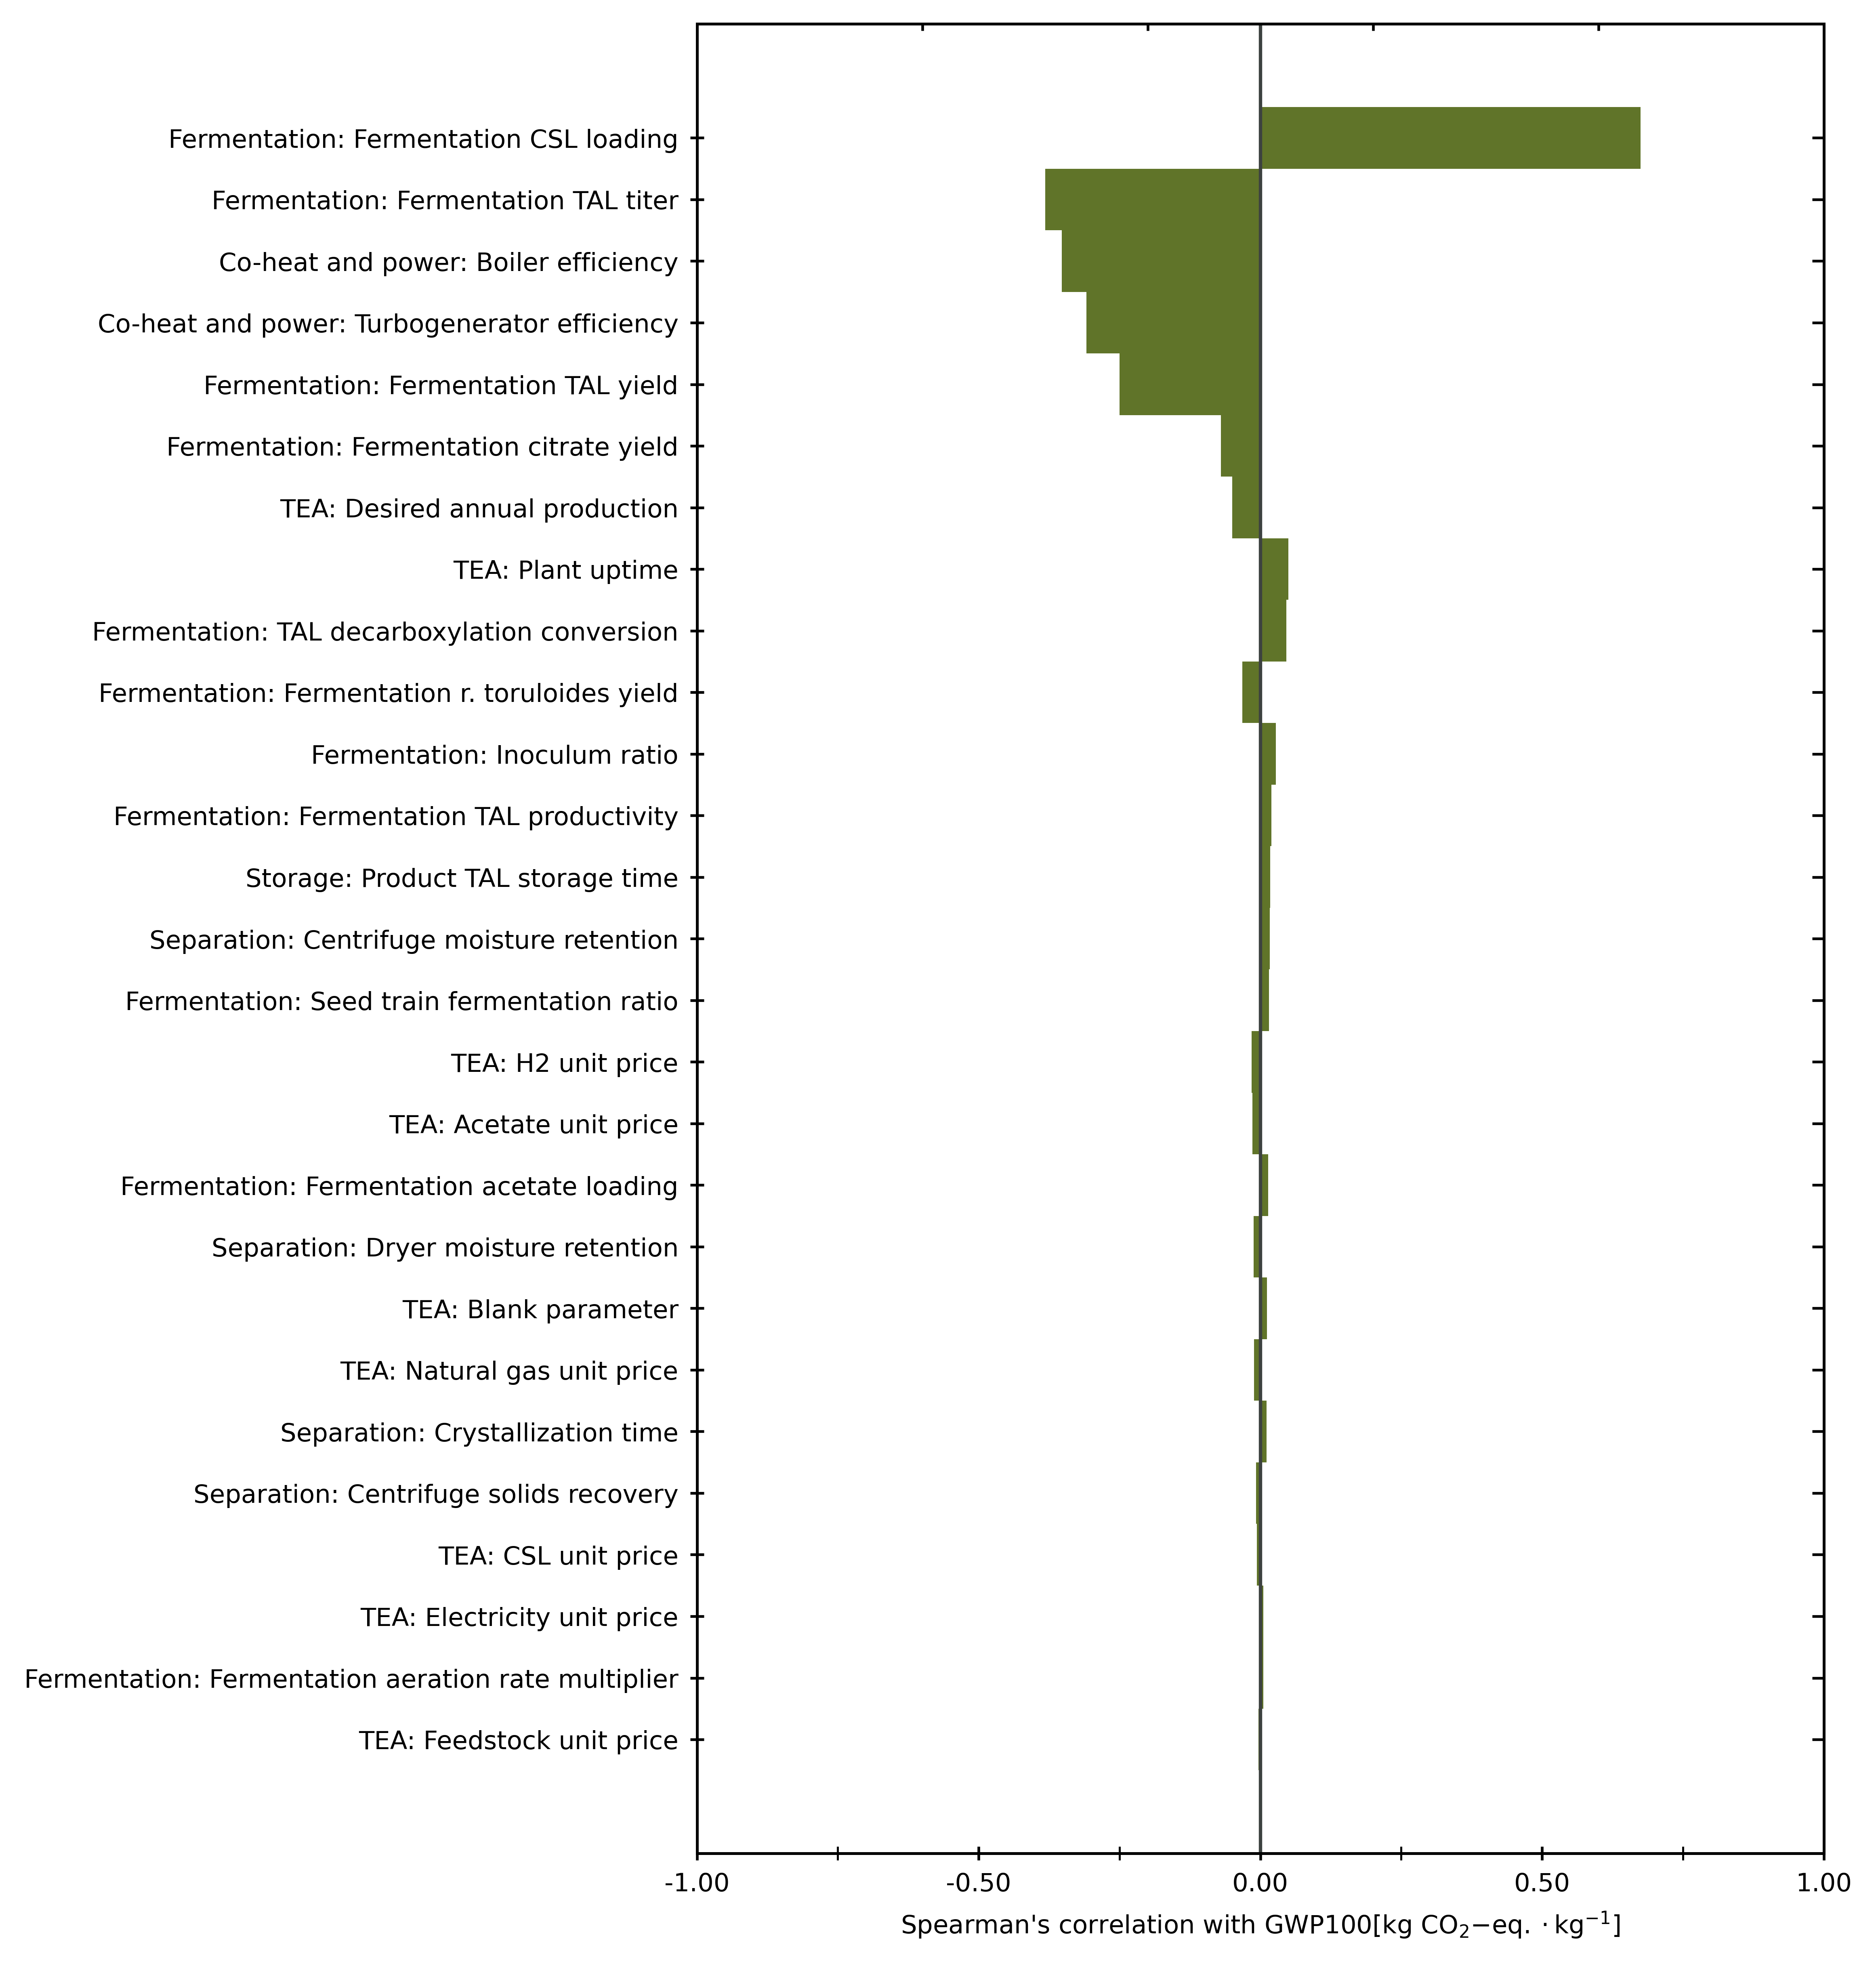 Fermentation: Fermentation CSL loading
Fermentation: Fermentation TAL titer
Co-heat and power: Boiler efficiency
Co-heat and power: Turbogenerator efficiency
Fermentation: Fermentation TAL yield
Fermentation: Fermentation citrate yield
TEA: Desired annual production
TEA: Plant uptime
Fermentation: TAL decarboxylation conversion
Fermentation: Fermentation r. toruloides yield
Fermentation: Inoculum ratio
Fermentation: Fermentation TAL productivity
Storage: Product TAL storage time
Separation: Centrifuge moisture retention
Fermentation: Seed train fermentation ratio
TEA: H2 unit price
TEA: Acetate unit price
Fermentation: Fermentation acetate loading
Separation: Dryer moisture retention
TEA: Blank parameter
TEA: Natural gas unit price
Separation: Crystallization time
Separation: Centrifuge solids recovery
TEA: CSL unit price
TEA: Electricity unit price
Fermentation: Fermentation aeration rate multiplier
TEA: Feedstock unit price
-1.00 -0.50 0.00 0.50 1.00
Spearman's correlation with GWP100[kg CO₂−eq. · kg⁻¹]